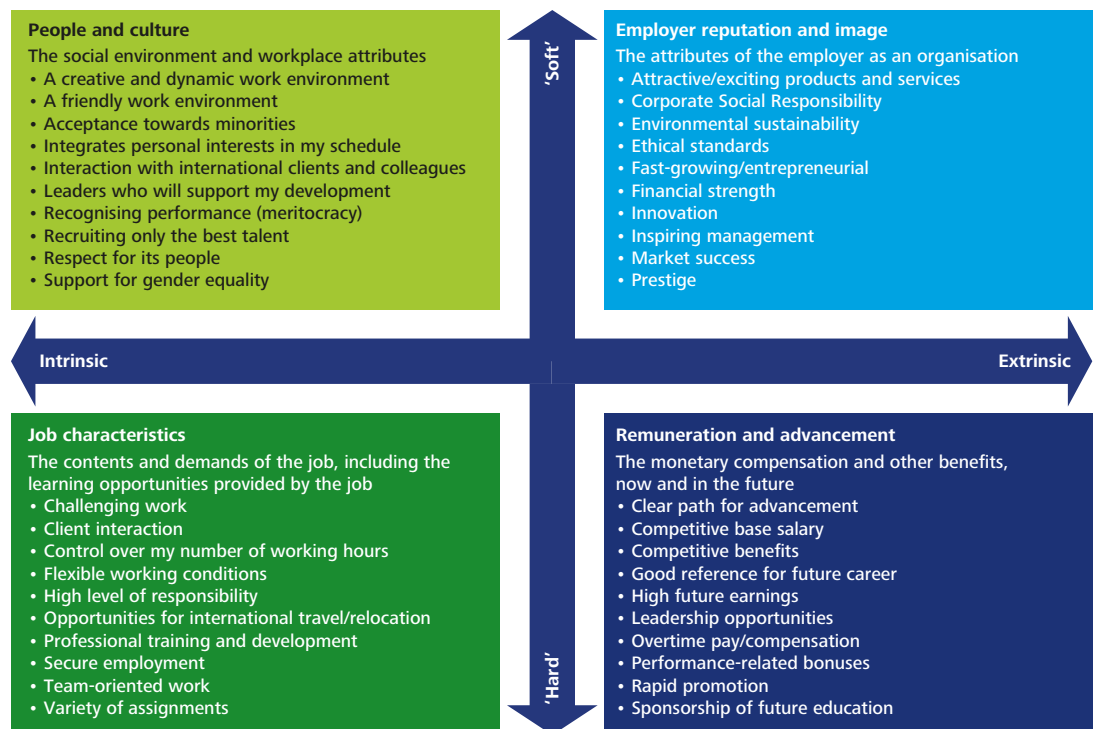 People and culture
The social environment and workplace attributes
• A creative and dynamic work environment
• A friendly work environment
• Acceptance towards minorities
• Integrates personal interests in my schedule
• Interaction with international clients and colleagues
• Leaders who will support my development
• Recognising performance (meritocracy)
• Recruiting only the best talent
• Respect for its people
• Support for gender equality
'Soft'
Employer reputation and image
The attributes of the employer as an organisation
• Attractive/exciting products and services
• Corporate Social Responsibility
• Environmental sustainability
• Ethical standards
• Fast-growing/entrepreneurial
• Financial strength
• Innovation
• Inspiring management
• Market success
• Prestige
Intrinsic
Extrinsic
Job characteristics
The contents and demands of the job, including the
learning opportunities provided by the job
• Challenging work
• Client interaction
• Control over my number of working hours
• Flexible working conditions
• High level of responsibility
• Opportunities for international travel/relocation
• Professional training and development
• Secure employment
• Team-oriented work
• Variety of assignments
'Hard'
Remuneration and advancement
The monetary compensation and other benefits,
now and in the future
• Clear path for advancement
• Competitive base salary
• Competitive benefits
• Good reference for future career
• High future earnings
• Leadership opportunities
• Overtime pay/compensation
• Performance-related bonuses
• Rapid promotion
• Sponsorship of future education